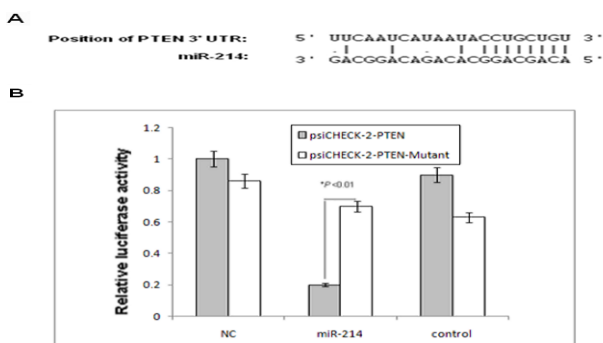 A
Position of PTEN 3' UTR: 5' UUCAAUCAUAAUACCUGCUGU 3'
miR-214: 3' GACGGACAGACACGGACGACA 5'
B
1.2
1
0.8
0.6
0.4
0.2
0
Relative luciferase activity
psiCHECK-2-PTEN
psiCHECK-2-PTEN-Mutant
*P<0.01
NC miR-214 control